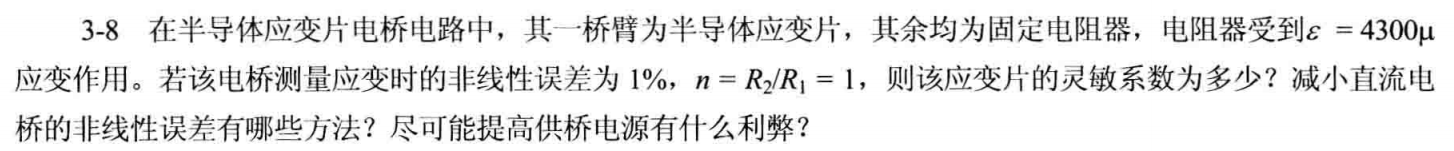 3-8 在半导体应变片电桥电路中，其一桥臂为半导体应变片，其余均为固定电阻器，电阻器受到ε = 4300μ
应变作用。若该电桥测量应变时的非线性误差为 1%，n = R₂/R₁ = 1，则该应变片的灵敏系数为多少？减小直流电
桥的非线性误差有哪些方法？尽可能提高供桥电源有什么利弊？